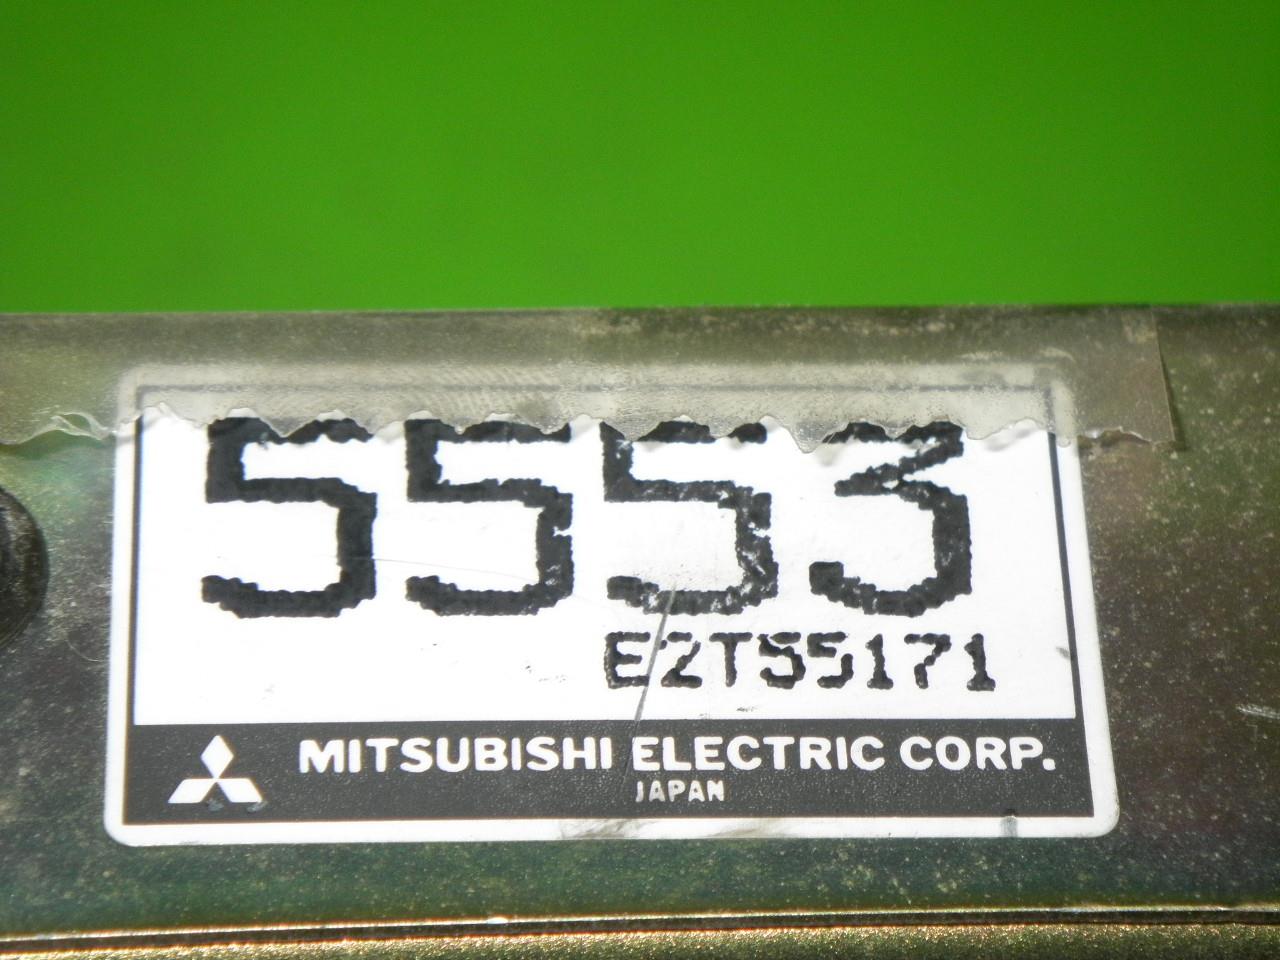 5553
E2T55171
MITSUBISHI ELECTRIC CORP.
JAPAN